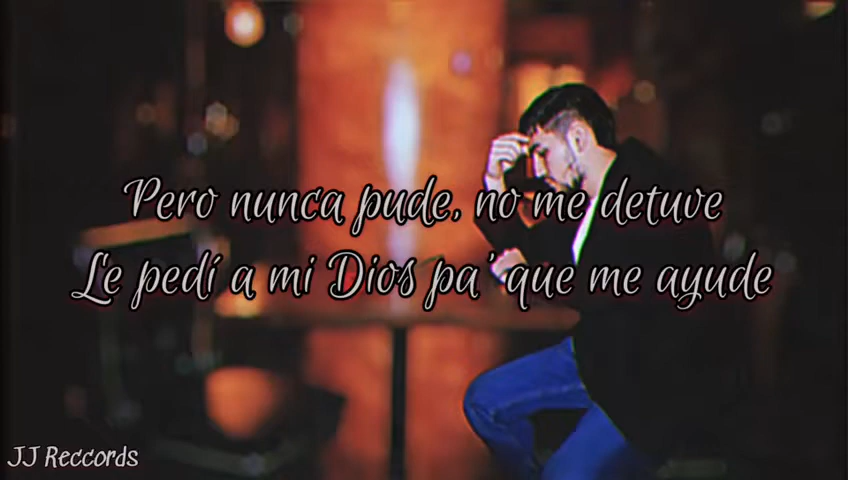 Pero nunca pude, no me detuve
Le pedí a mi Dios pa' que me ayude
JJ Reccords